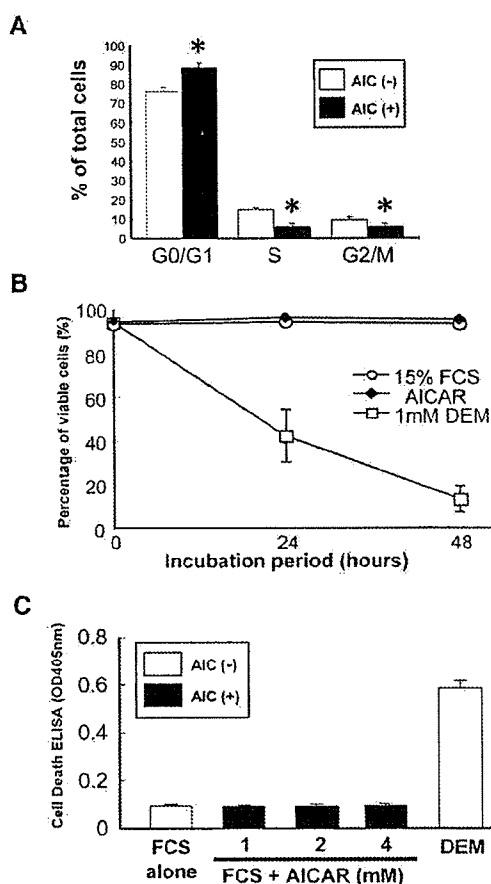 A
% of total cells
100
90
80
70
60
50
40
30
20
10
0
*
*
*
AIC (-)
AIC (+)
G0/G1
S
G2/M
B
Percentage of viable cells (%)
100
80
60
40
20
0
15% FCS
AICAR
1mM DEM
0
24
48
Incubation period (hours)
C
Cell Death ELISA (OD405nm)
0.8
0.6
0.4
0.2
0
AIC (-)
AIC (+)
FCS alone
1
2
4
DEM
FCS + AICAR (mM)